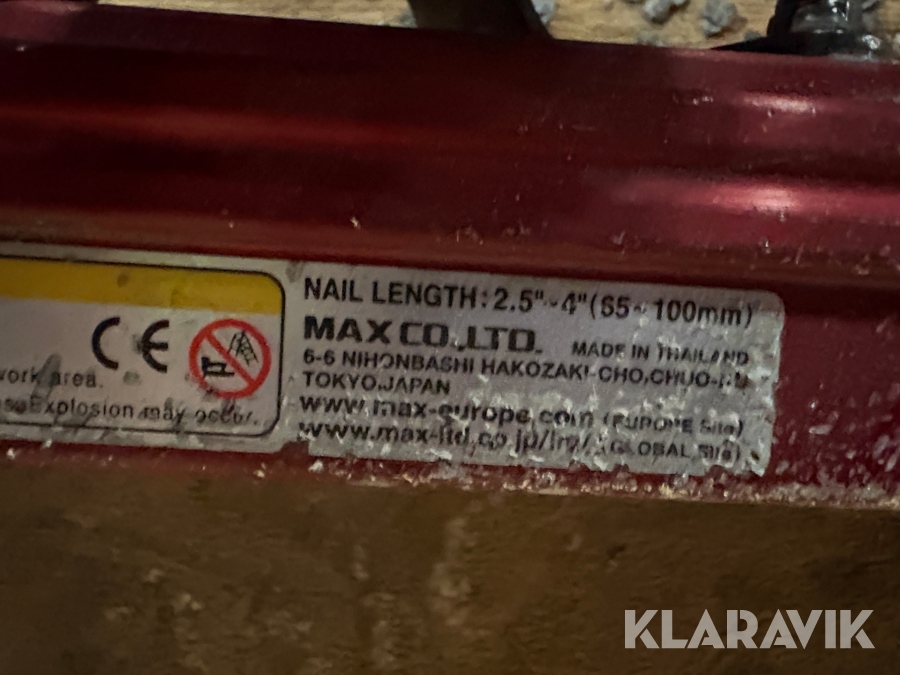 CE
work area.
Explosion may occur.
NAIL LENGTH: 2.5"~4"(65~100mm)
MAX CO.,LTD. MADE IN THAILAND
6-6 NIHONBASHI HAKOZAKI-CHO,CHUO-KU
TOKYO,JAPAN
www.max-europe.com (EUROPE Site)
www.max-ltd.co.jp/ (GLOBAL Site)
KLARAVIK